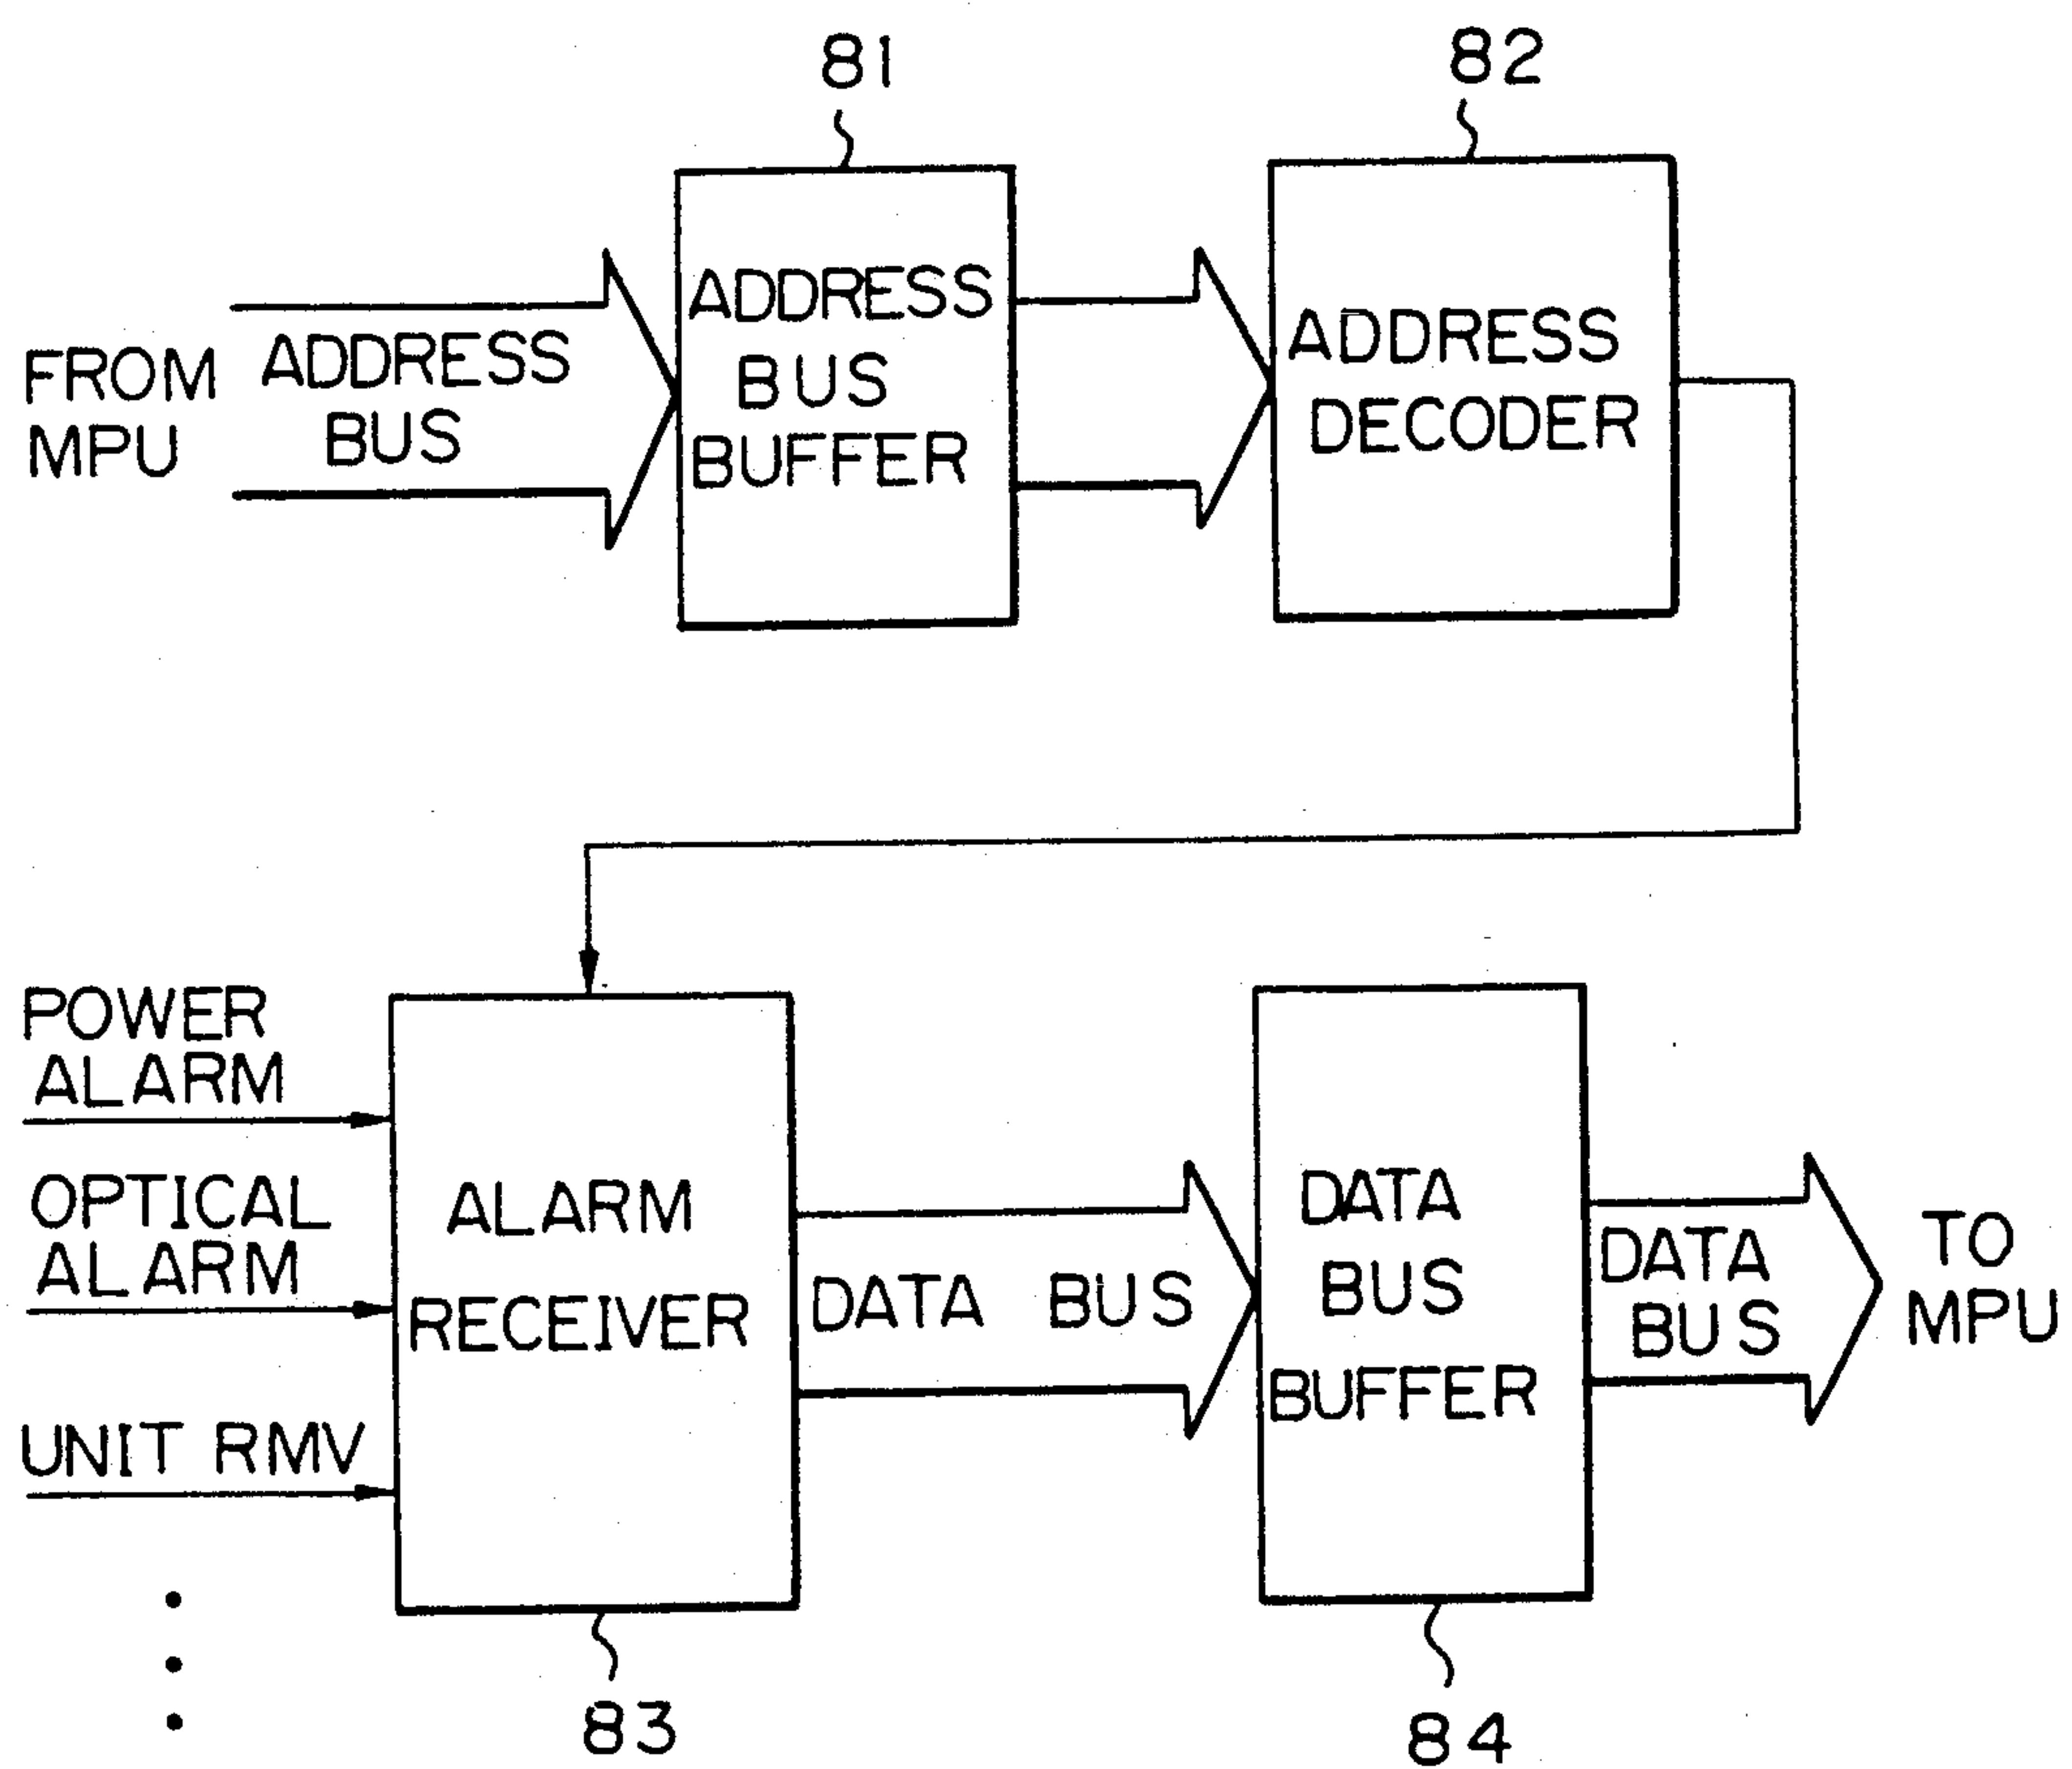 81
82
FROM
MPU
ADDRESS
BUS
ADDRESS
BUS
BUFFER
ADDRESS
DECODER
POWER
ALARM
OPTICAL
ALARM
UNIT RMV
ALARM
RECEIVER
DATA BUS
DATA
BUS
BUFFER
DATA
BUS
TO
MPU
83
84